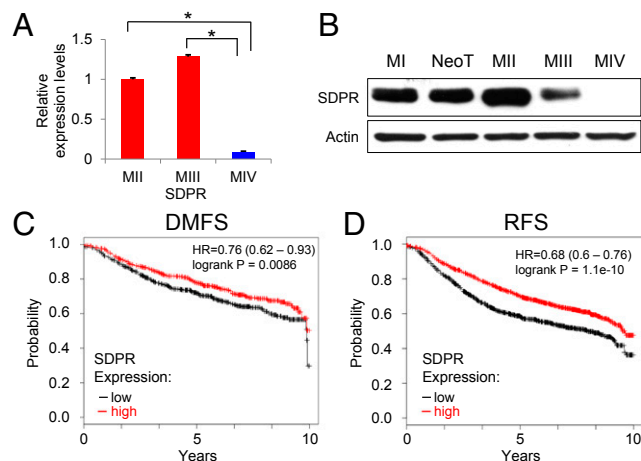 A
*
*
Relative
expression levels
1.5
1
0.5
0
MII MIII MIV
SDPR
B
MI NeoT MII MIII MIV
SDPR
Actin
C
DMFS
HR=0.76 (0.62 – 0.93)
logrank P = 0.0086
Probability
1.0
0.8
0.6
0.4
0.2
0.0
SDPR
Expression:
low
high
0 5 10
Years
D
RFS
HR=0.68 (0.6 – 0.76)
logrank P = 1.1e-10
Probability
1.0
0.8
0.6
0.4
0.2
0.0
SDPR
Expression:
low
high
0 5 10
Years